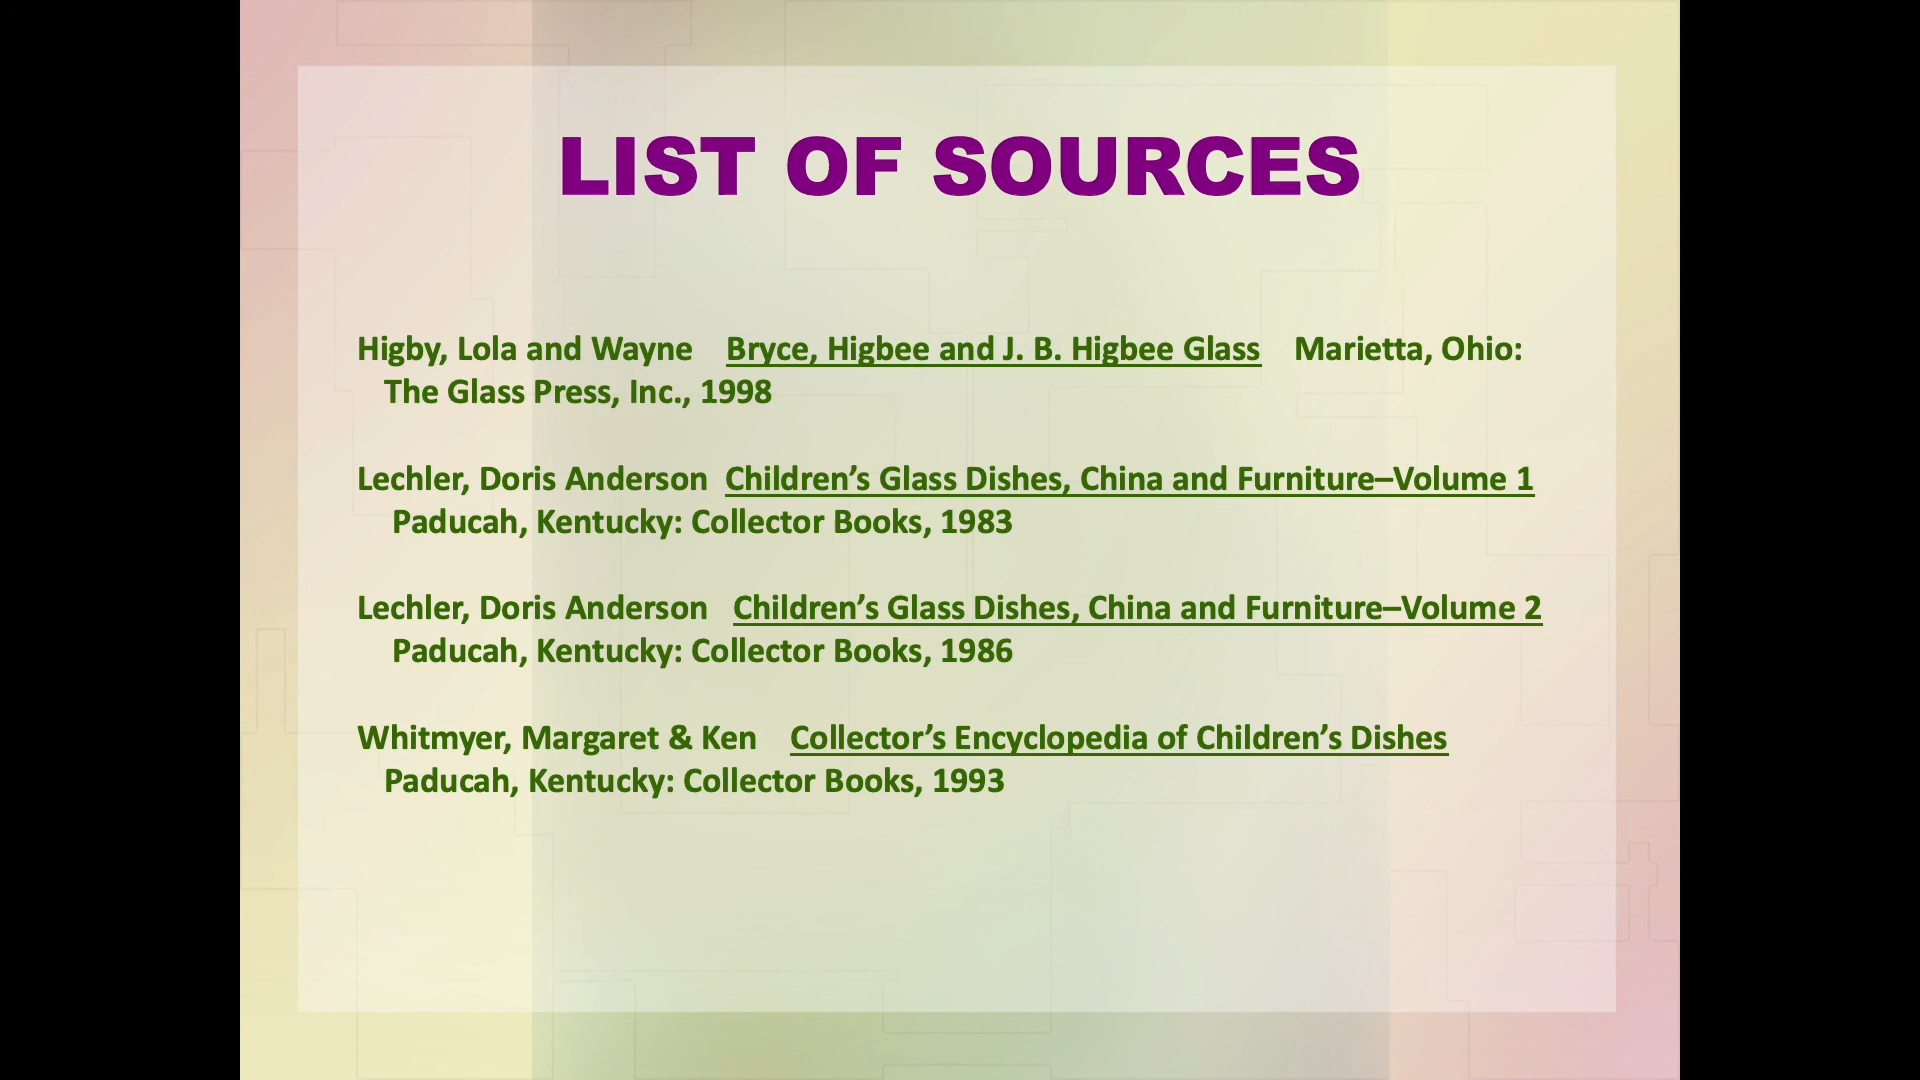 LIST OF SOURCES
Higby, Lola and Wayne    Bryce, Higbee and J. B. Higbee Glass    Marietta, Ohio:
The Glass Press, Inc., 1998
Lechler, Doris Anderson  Children’s Glass Dishes, China and Furniture–Volume 1
Paducah, Kentucky: Collector Books, 1983
Lechler, Doris Anderson   Children’s Glass Dishes, China and Furniture–Volume 2
Paducah, Kentucky: Collector Books, 1986
Whitmyer, Margaret & Ken    Collector’s Encyclopedia of Children’s Dishes
Paducah, Kentucky: Collector Books, 1993